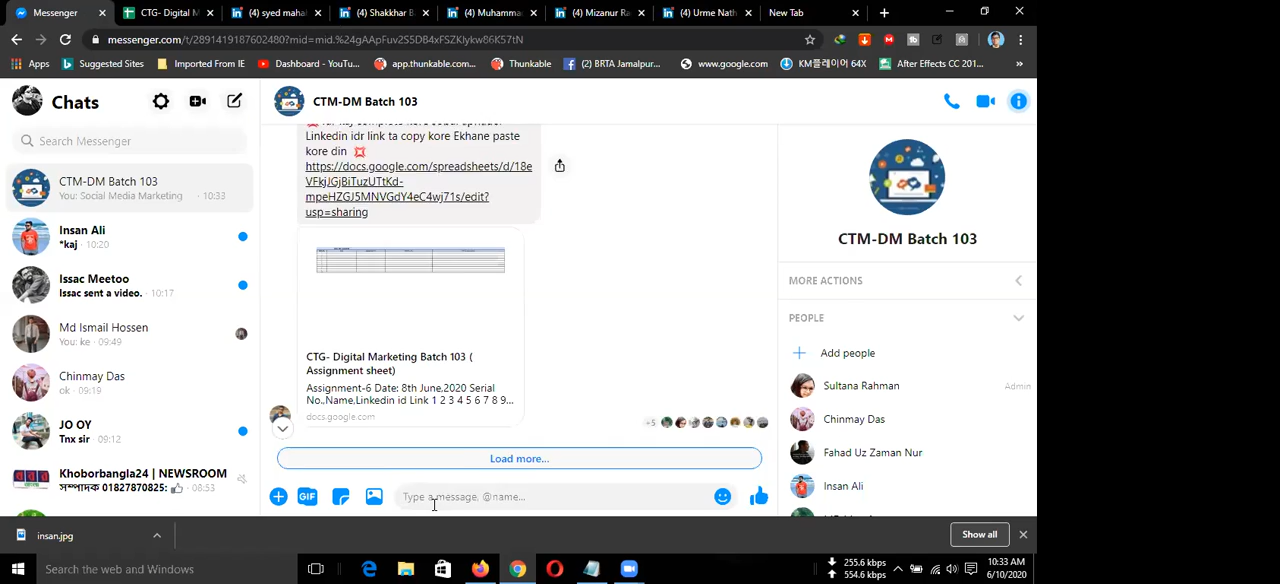 Messenger
CTG- Digital M
(4) syed mahal
(4) Shakkhar B
(4) Muhammad
(4) Mizanur Ra
(4) Urme Nath
New Tab
messenger.com/t/2891419187602480?mid=mid.%24gAApFuv2S5DB4xFSZKlykw86K57tN
Apps
Suggested Sites
Imported From IE
Dashboard - YouTu...
app.thunkable.com...
Thunkable
(2) BRTA Jamalpur...
www.google.com
KM플레이어 64X
After Effects CC 201...
»
Chats
Search Messenger
CTM-DM Batch 103
You: Social Media Marketing · 10:33
Insan Ali
*kaj · 10:20
Issac Meetoo
Issac sent a video. · 10:17
Md Ismail Hossen
You: ke · 09:49
Chinmay Das
ok · 09:19
JO OY
Tnx sir · 09:12
Khoborbangla24 | NEWSROOM
সম্পাদক 01827870825: · 08:53
CTM-DM Batch 103
Linkedin idr link ta copy kore Ekhane paste
kore din
https://docs.google.com/spreadsheets/d/18e
VFkjJGjBiTuzUTtKd-
mpeHZGJ5MNVGdY4eC4wj71s/edit?
usp=sharing
CTG- Digital Marketing Batch 103 (
Assignment sheet)
Assignment-6 Date: 8th June,2020 Serial
No..Name,Linkedin id Link 1 2 3 4 5 6 7 8 9...
docs.google.com
+5
Load more...
GIF
Type a message, @name...
CTM-DM Batch 103
MORE ACTIONS
PEOPLE
Add people
Sultana Rahman
Admin
Chinmay Das
Fahad Uz Zaman Nur
Insan Ali
insan.jpg
Show all
Search the web and Windows
255.6 kbps
554.6 kbps
10:33 AM
6/10/2020